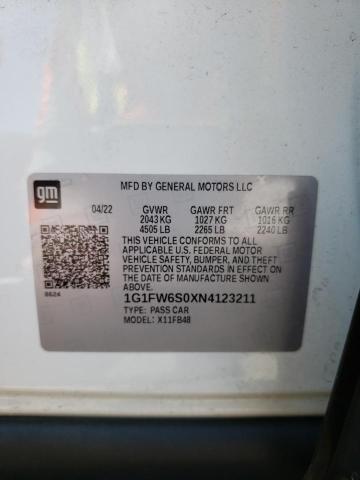 gm
MFD BY GENERAL MOTORS LLC
04/22 GVWR GAWR FRT GAWR RR
2043 KG 1027 KG 1016 KG
4505 LB 2265 LB 2240 LB
THIS VEHICLE CONFORMS TO ALL APPLICABLE
U.S. FEDERAL MOTOR
VEHICLE SAFETY, BUMPER, AND THEFT
PREVENTION STANDARDS IN EFFECT ON THE
DATE OF MANUFACTURE SHOWN ABOVE.
8624
1G1FW6S0XN4123211
TYPE: PASS CAR
MODEL: X11FB48